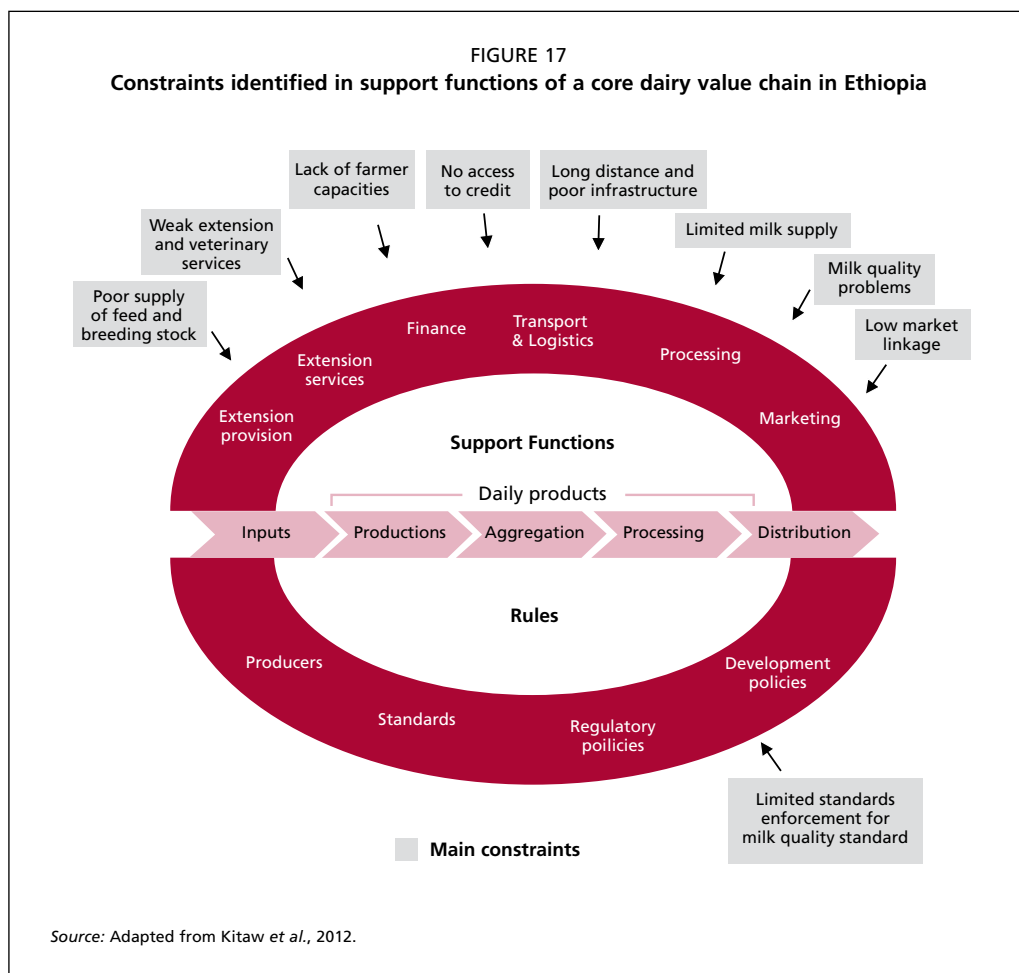 FIGURE 17
Constraints identified in support functions of a core dairy value chain in Ethiopia
Lack of farmer
capacities
No access
to credit
Long distance and
poor infrastructure
Weak extension
and veterinary
services
Limited milk supply
Poor supply
of feed and
breeding stock
Milk quality
problems
Low market
linkage
Extension
provision
Extension
services
Finance
Transport
& Logistics
Processing
Marketing
Support Functions
Daily products
Inputs
Productions
Aggregation
Processing
Distribution
Rules
Producers
Standards
Regulatory
poilicies
Development
policies
Limited standards
enforcement for
milk quality standard
Main constraints
Source: Adapted from Kitaw et al., 2012.